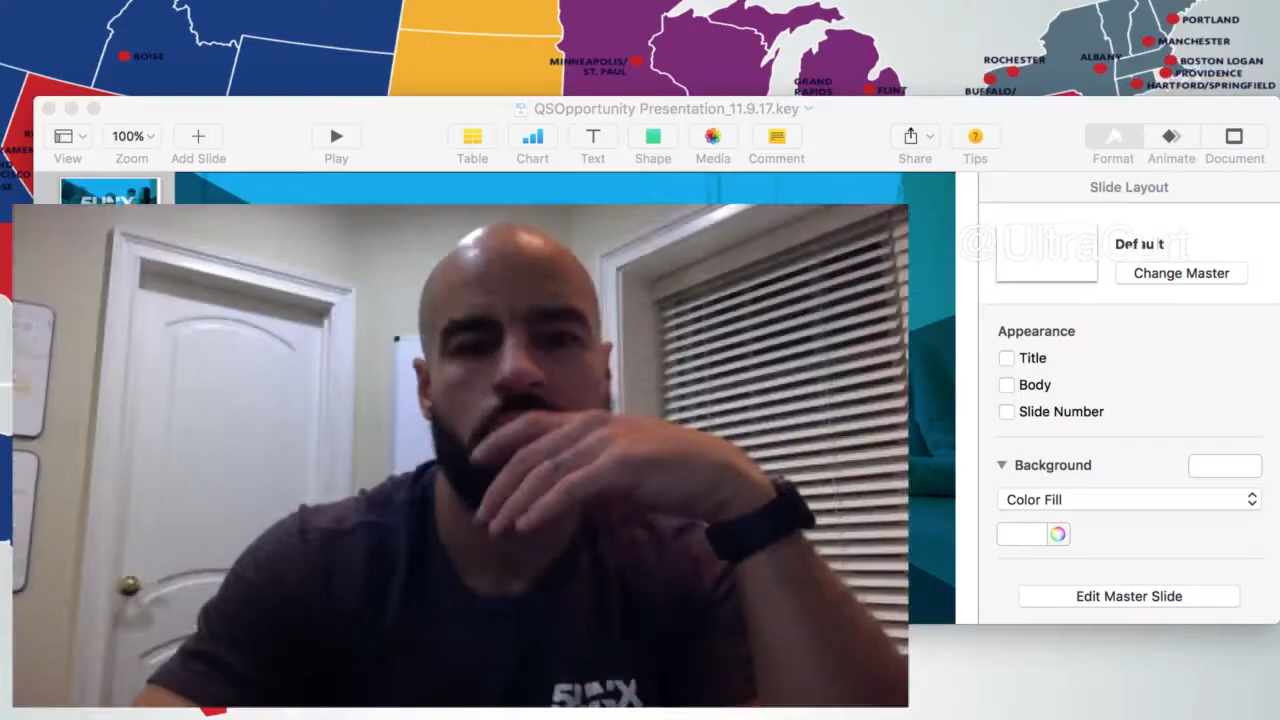 PORTLAND
MANCHESTER
BOISE
MINNEAPOLIS/
ST. PAUL
ROCHESTER
ALBANY
BOSTON LOGAN
PROVIDENCE
HARTFORD/SPRINGFIELD
GRAND
RAPIDS
FLINT
BUFFALO/
QSOpportunity Presentation_11.9.17.key
100%
View
Zoom
Add Slide
Play
Table
Chart
Text
Shape
Media
Comment
Share
Tips
Format
Animate
Document
Slide Layout
@UltraCurt
Default
Change Master
Appearance
Title
Body
Slide Number
Background
Color Fill
Edit Master Slide